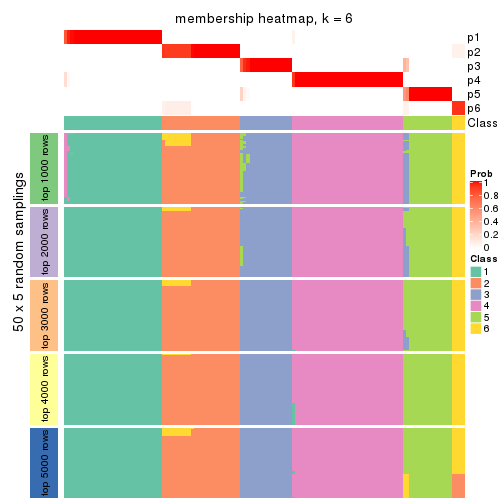 membership heatmap, k = 6
p1
p2
p3
p4
p5
p6
Class
50 x 5 random samplings
top 1000 rows
top 2000 rows
top 3000 rows
top 4000 rows
top 5000 rows
Prob
1
0.8
0.6
0.4
0.2
0
Class
1
2
3
4
5
6